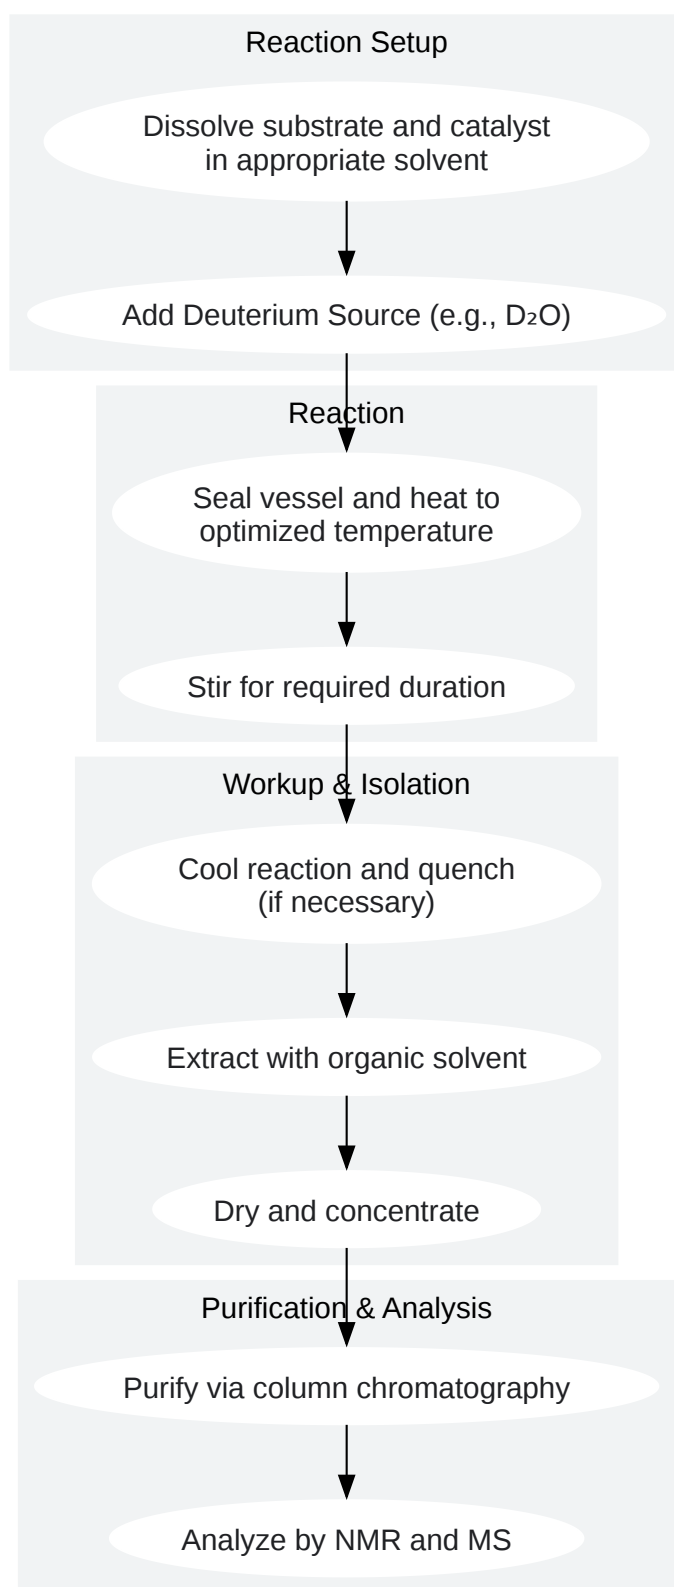 Reaction Setup
Dissolve substrate and catalyst
in appropriate solvent
Add Deuterium Source (e.g., D₂O)
Reaction
Seal vessel and heat to
optimized temperature
Stir for required duration
Workup & Isolation
Cool reaction and quench
(if necessary)
Extract with organic solvent
Dry and concentrate
Purification & Analysis
Purify via column chromatography
Analyze by NMR and MS